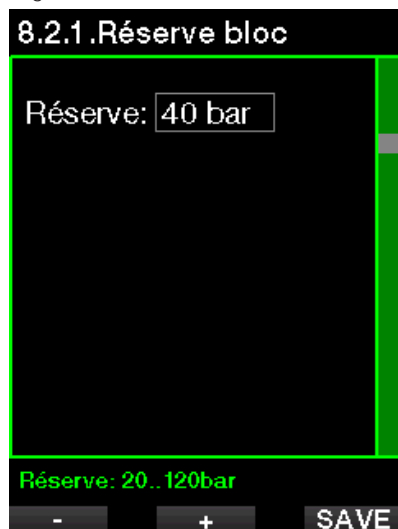 8.2.1.Réserve bloc
Réserve: 40 bar
Réserve: 20..120bar
- + SAVE